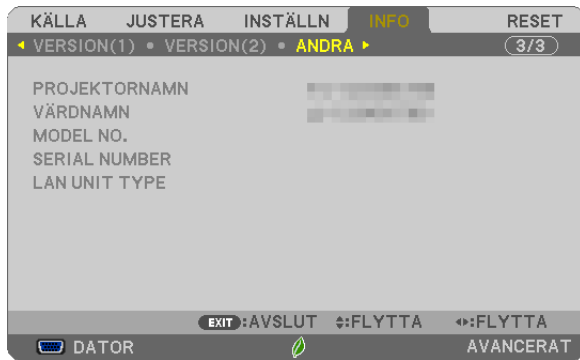 KÄLLA JUSTERA INSTÄLLN INFO RESET
VERSION(1) • VERSION(2) • ANDRA 3/3
PROJEKTORNAMN
VÄRDNAMN
MODEL NO.
SERIAL NUMBER
LAN UNIT TYPE
EXIT :AVSLUT :FLYTTA :FLYTTA
DATOR AVANCERAT